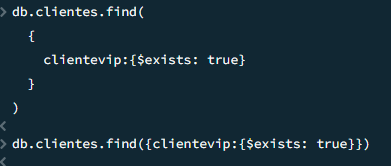 > db.clientes.find(
{
clientevip:{$exists: true}
}
)
<
> db.clientes.find({clientevip:{$exists: true}})
<